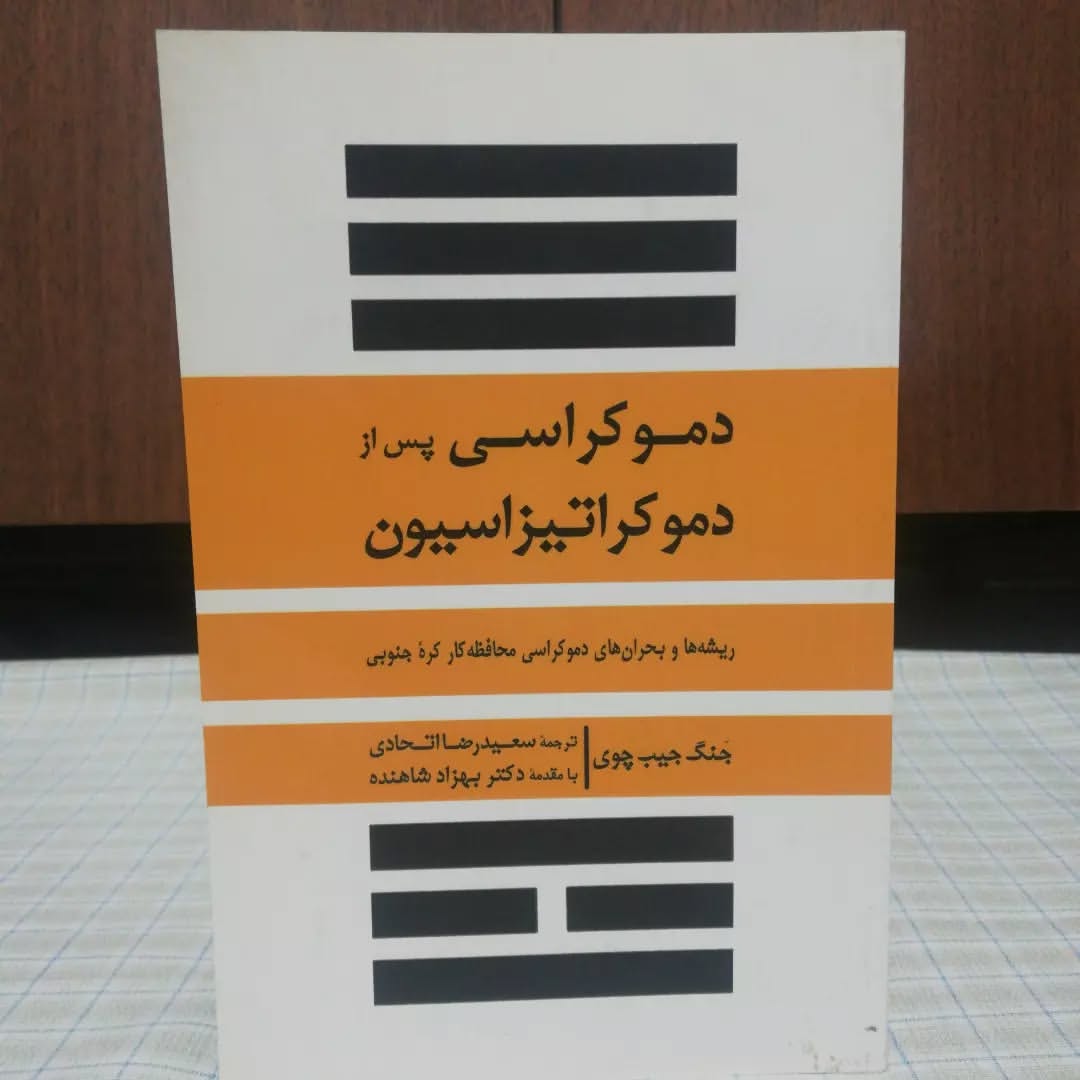 دموکراسی پس از
دموکراتیزاسیون
ریشه‌ها و بحران‌های دموکراسی محافظه‌کار کرهٔ جنوبی
جَنگ جیب چوی
ترجمهٔ سعیدرضا اتحادی
با مقدمهٔ دکتر بهزاد شاهنده